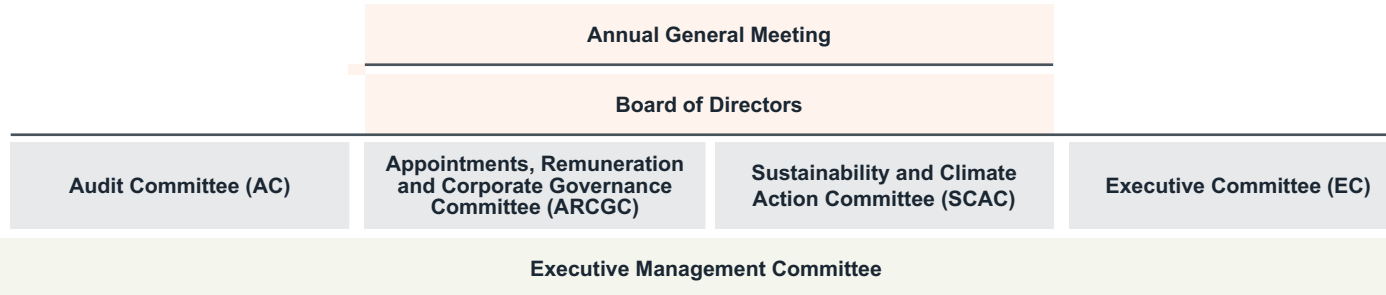 Annual General Meeting
Board of Directors
Audit Committee (AC)
Appointments, Remuneration
and Corporate Governance
Committee (ARCGC)
Sustainability and Climate
Action Committee (SCAC)
Executive Committee (EC)
Executive Management Committee